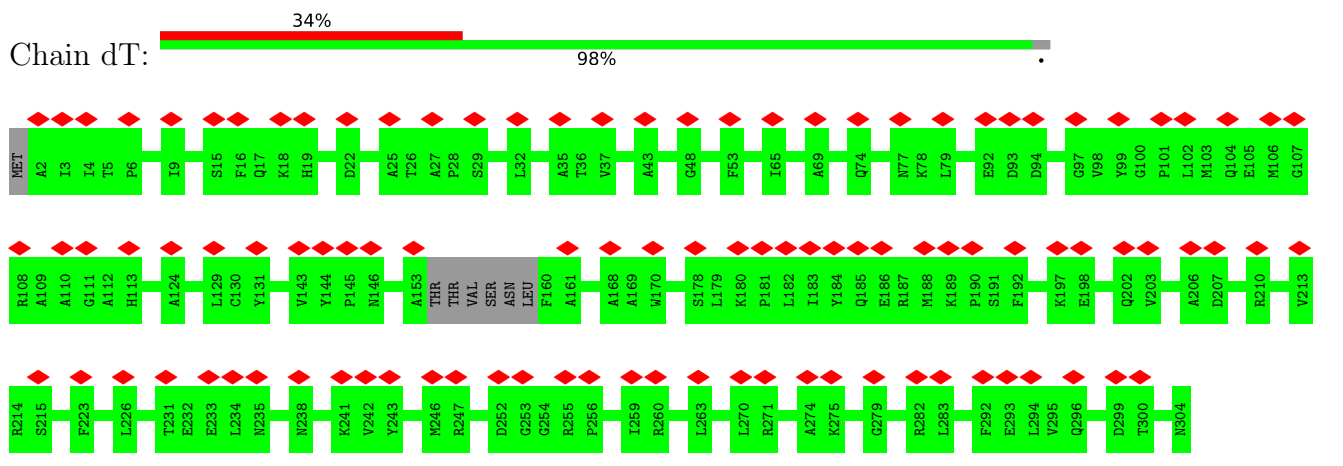 34%
Chain dT:
98%
•
MET A2 I3 I4 T5 P6 I9 S15 F16 Q17 K18 H19 D22 A25 T26 A27 P28 S29 L32 A35 T36 V37 A43 G48 F53 I65 A69 Q74 N77 K78 L79 E92 D93 D94 G97 V98 Y99 G100 P101 L102 M103 Q104 E105 M106 G107
R108 A109 A110 G111 A112 H113 A124 L129 C130 Y131 V143 Y144 P145 N146 A153 THR THR VAL SER ASN LEU F160 A161 A168 A169 W170 S178 L179 K180 P181 L182 I183 Y184 Q185 E186 R187 M188 K189 P190 S191 F192 K197 E198 Q202 V203 A206 D207 R210 V213
R214 S215 F223 L226 T231 E232 E233 L234 N235 N238 K241 V242 Y243 M246 R247 D252 G253 G254 R255 P256 I259 R260 L263 L270 R271 A274 K275 G279 R282 L283 F292 E293 L294 V295 Q296 D299 T300 N304